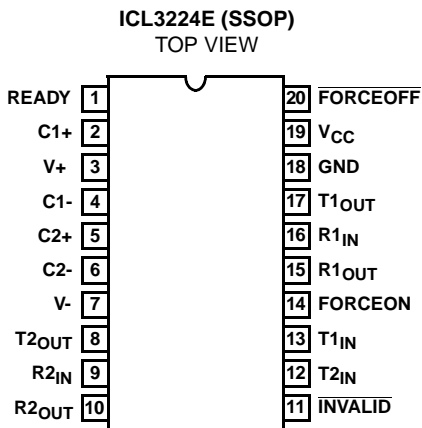 ICL3224E (SSOP)
TOP VIEW
READY 1 20 FORCEOFF
C1+ 2 19 VCC
V+ 3 18 GND
C1- 4 17 T1OUT
C2+ 5 16 R1IN
C2- 6 15 R1OUT
V- 7 14 FORCEON
T2OUT 8 13 T1IN
R2IN 9 12 T2IN
R2OUT 10 11 INVALID